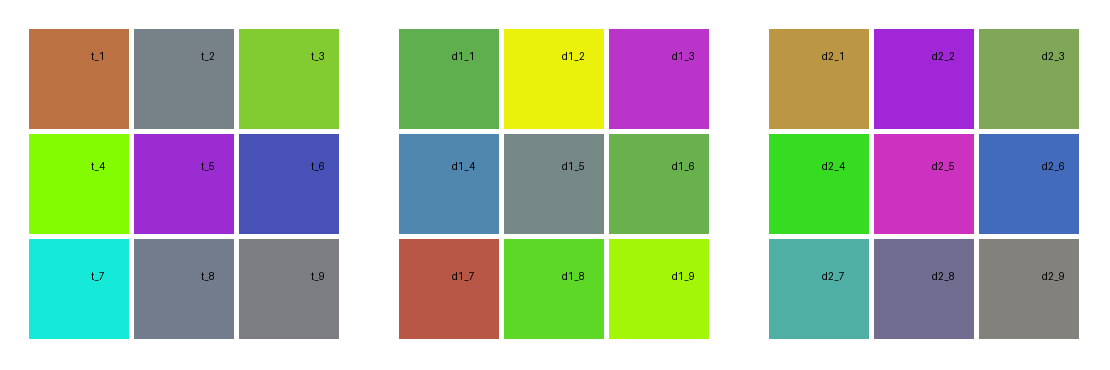 t_1 t_2 t_3 d1_1 d1_2 d1_3 d2_1 d2_2 d2_3
t_4 t_5 t_6 d1_4 d1_5 d1_6 d2_4 d2_5 d2_6
t_7 t_8 t_9 d1_7 d1_8 d1_9 d2_7 d2_8 d2_9